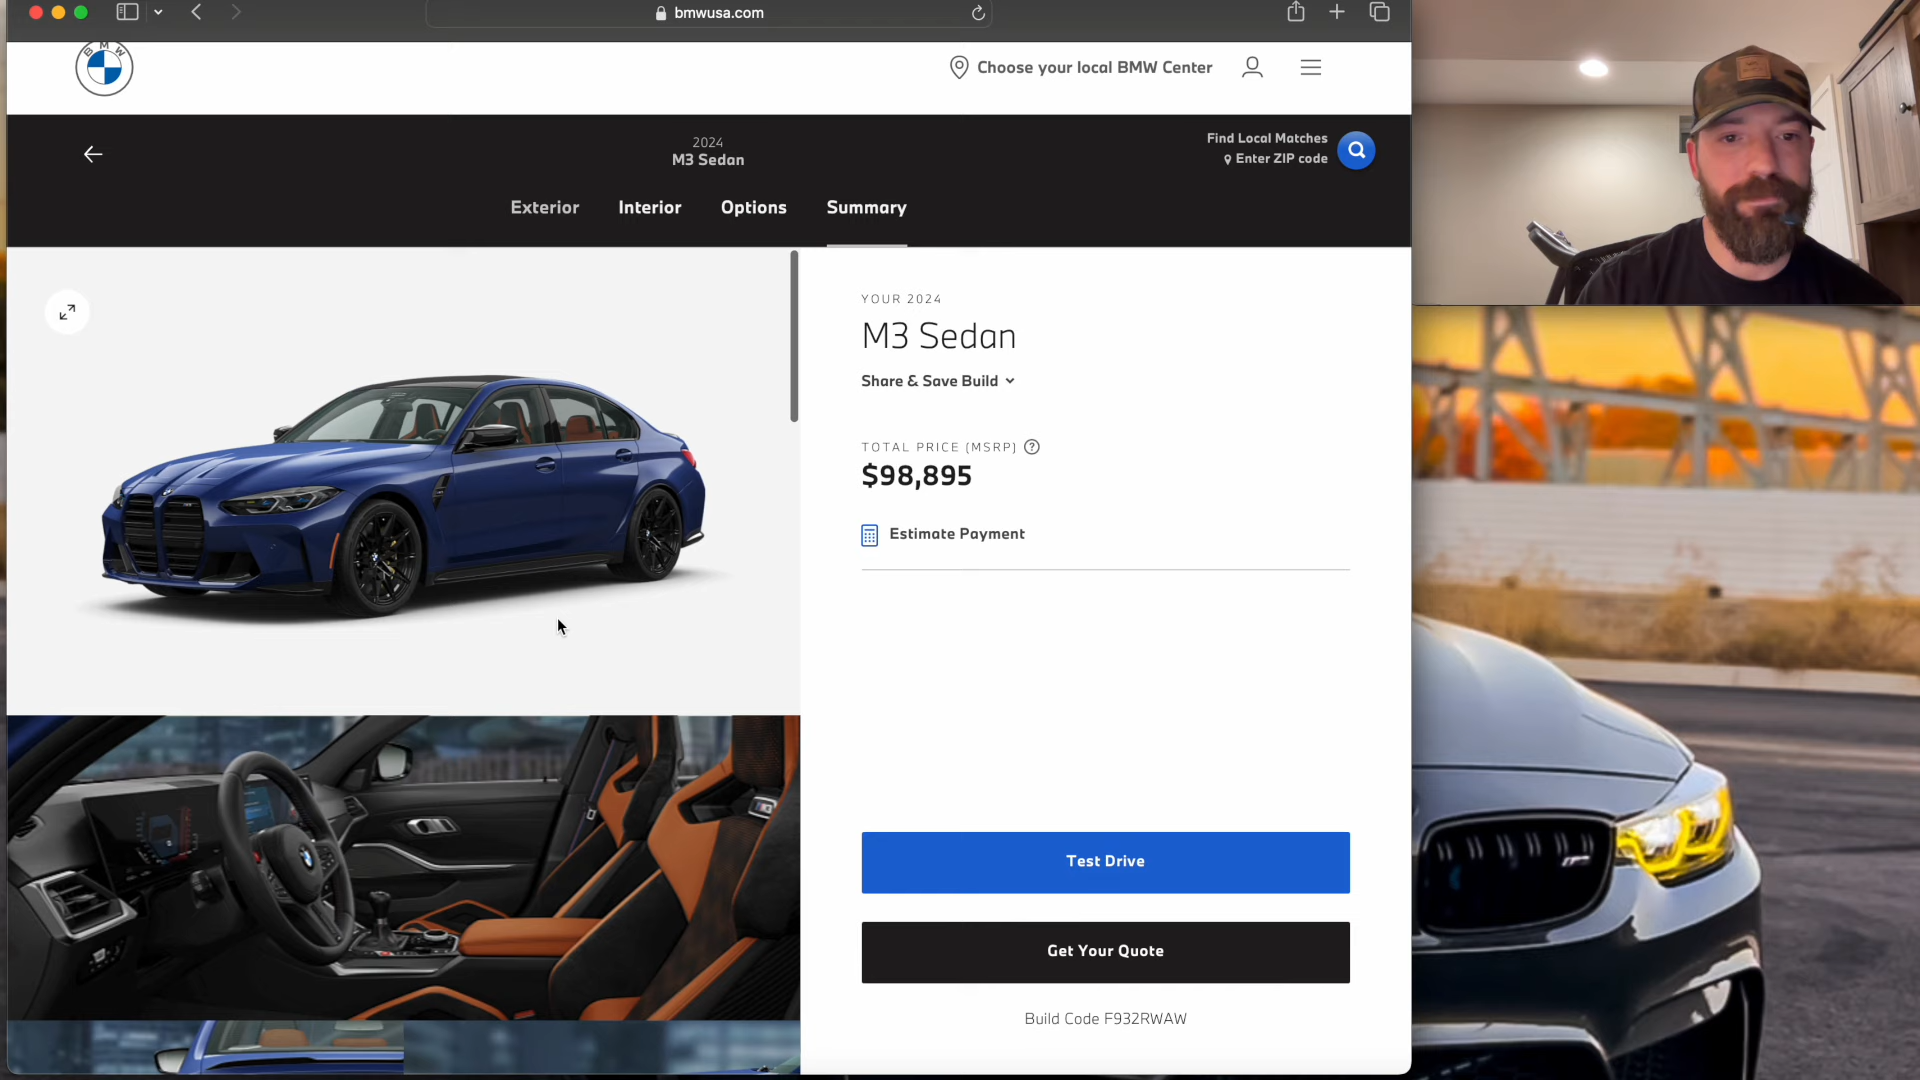 bmwusa.com
BMW
Choose your local BMW Center
2024
M3 Sedan
Find Local Matches
Enter ZIP code
Exterior
Interior
Options
Summary
YOUR 2024
M3 Sedan
Share & Save Build
TOTAL PRICE [MSRP]
$98,895
Estimate Payment
Test Drive
Get Your Quote
Build Code F932RWAW